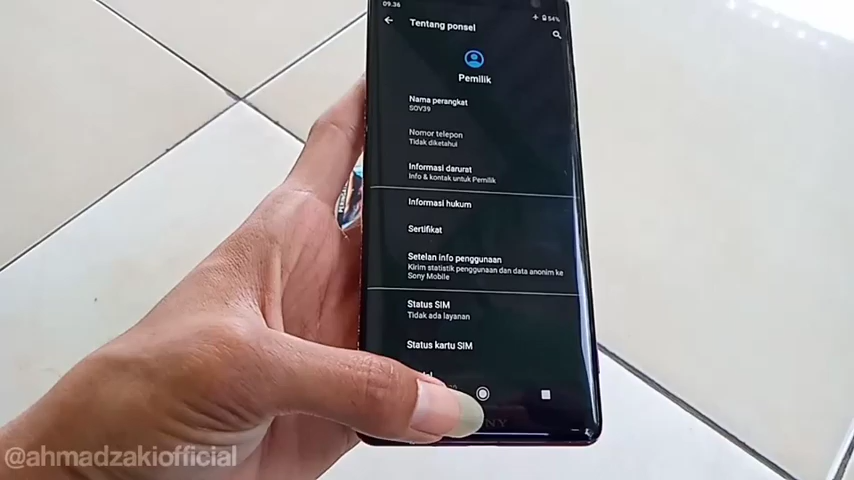 09.36
54%
Tentang ponsel
Pemilik
Nama perangkat
SOV39
Nomor telepon
Tidak diketahui
Informasi darurat
Info & kontak untuk Pemilik
Informasi hukum
Sertifikat
Setelan info penggunaan
Kirim statistik penggunaan dan data anonim ke
Sony Mobile
Status SIM
Tidak ada layanan
Status kartu SIM
@ahmadzakiofficial